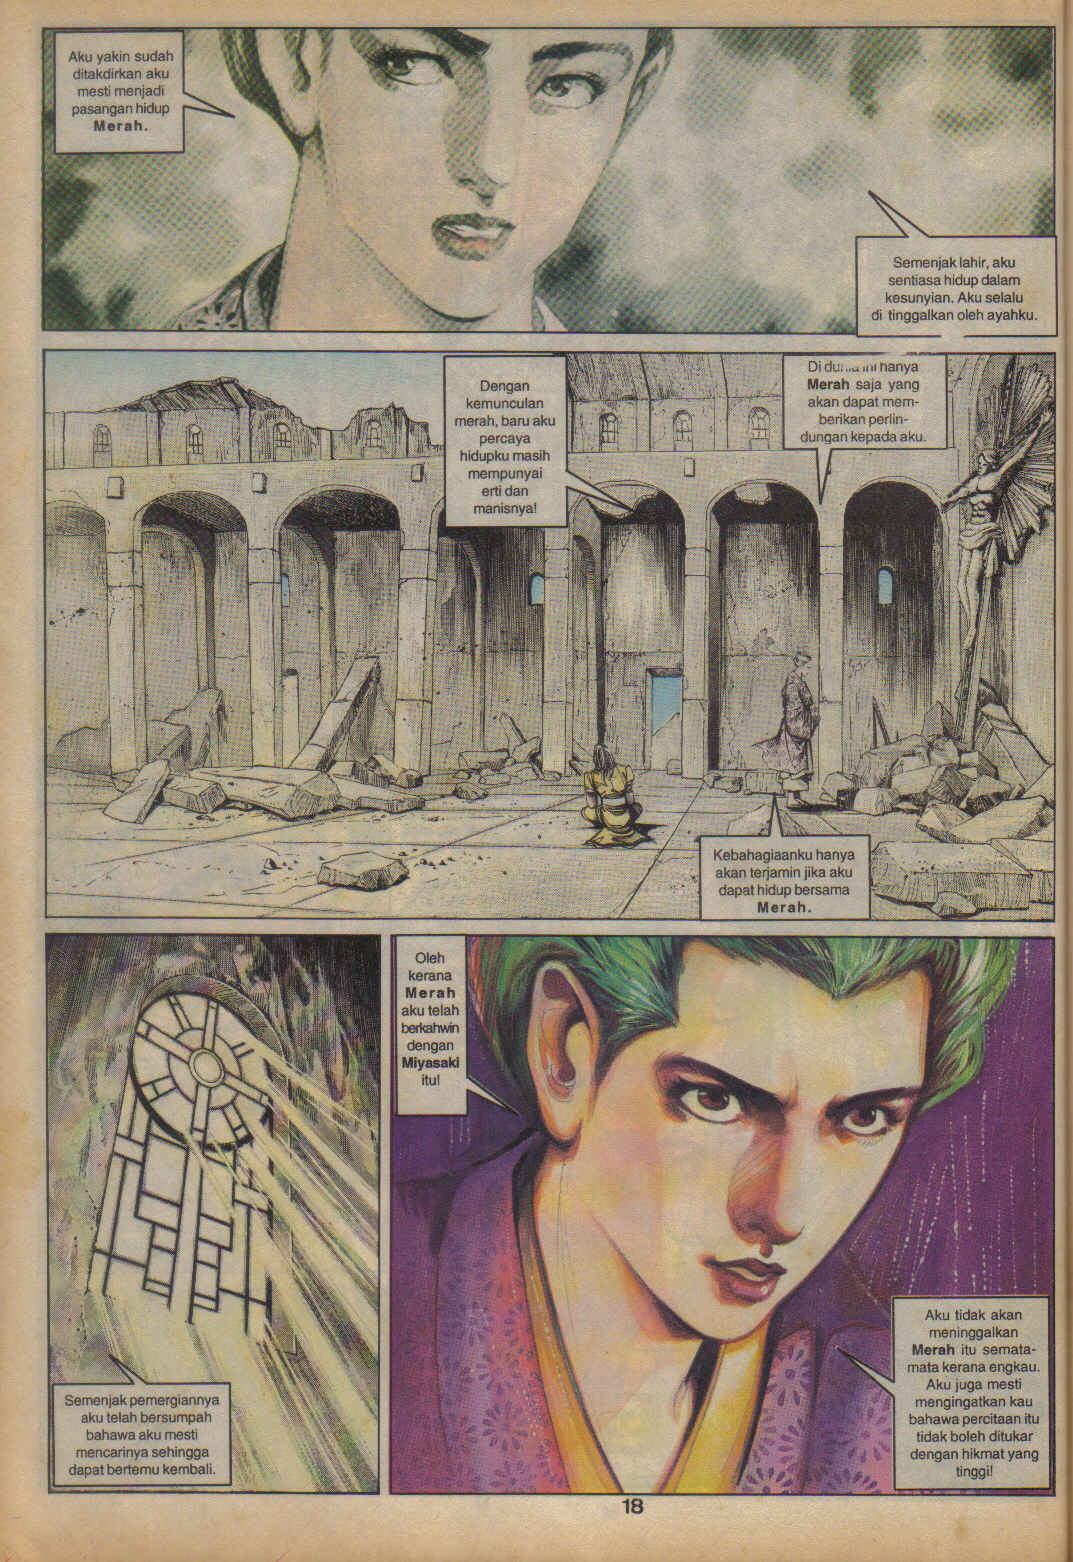 Aku yakin sudah
ditakdirkan aku
mesti menjadi
pasangan hidup
Merah.
Semenjak lahir, aku
sentiasa hidup dalam
kesunyian. Aku selalu
di tinggalkan oleh ayahku.
Dengan
kemunculan
merah, baru aku
percaya
hidupku masih
mempunyai
erti dan
manisnya!
Di dunia ini hanya
Merah saja yang
akan dapat mem-
berikan perlin-
dungan kepada aku.
Kebahagiaanku hanya
akan terjamin jika aku
dapat hidup bersama
Merah.
Semenjak pemergiannya
aku telah bersumpah
bahawa aku mesti
mencarinya sehingga
dapat bertemu kembali.
Oleh
kerana
Merah
aku telah
berkahwin
dengan
Miyasaki
itu!
Aku tidak akan
meninggalkan
Merah itu semata-
mata kerana engkau.
Aku juga mesti
mengingatkan kau
bahawa percitaan itu
tidak boleh ditukar
dengan hikmat yang
tinggi!
18